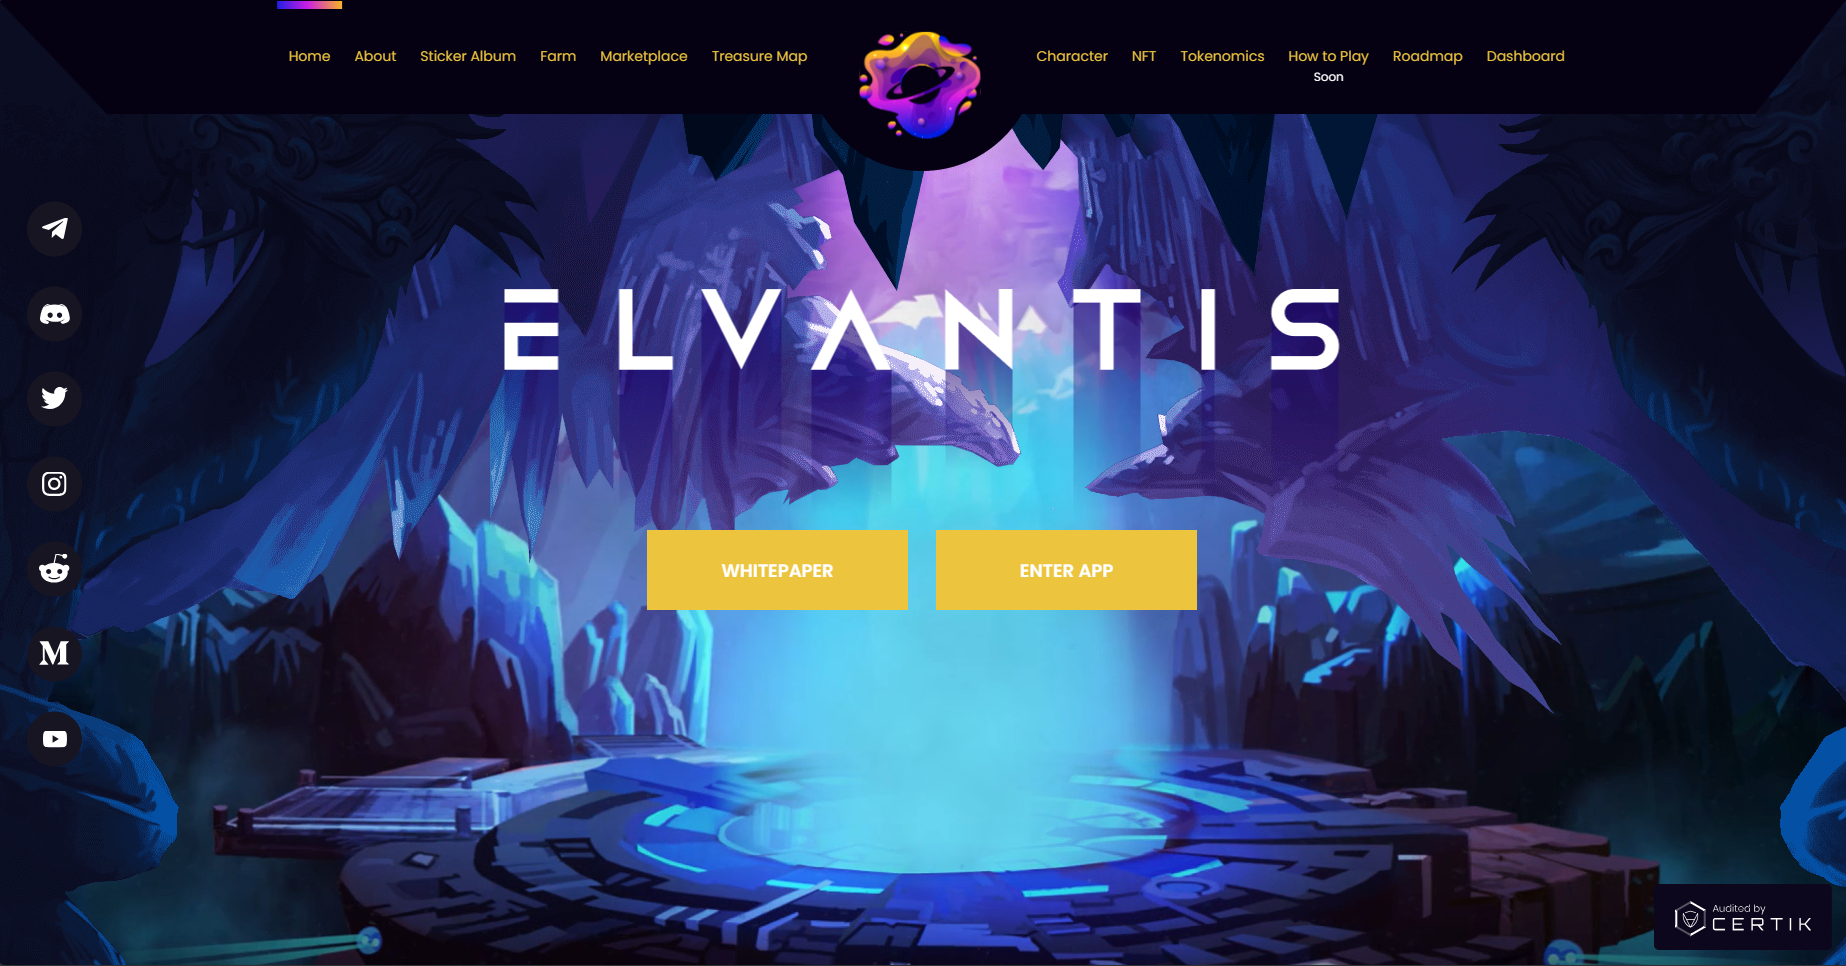 Home About Sticker Album Farm Marketplace Treasure Map Character NFT Tokenomics How to Play Roadmap Dashboard
Soon
ELVANTIS
WHITEPAPER ENTER APP
M
Audited by
CERTIK